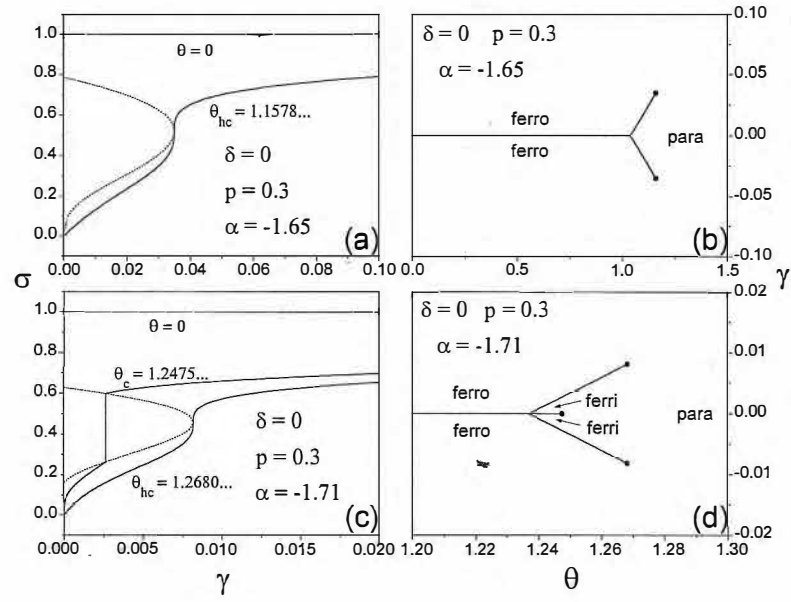 1.0
θ = 0
0.8
θhc = 1.1578...
0.6
δ = 0
0.4
p = 0.3
0.2
α = -1.65
0.0
(a)
0.00 0.02 0.04 0.06 0.08 0.10
σ
δ = 0 p = 0.3
α = -1.65
ferro
ferro
para
(b)
0.10
0.05
0.00
-0.05
-0.10
0.0 0.5 1.0 1.5
γ
1.0
θ = 0
0.8
θc = 1.2475...
0.6
δ = 0
0.4
p = 0.3
0.2
θhc = 1.2680...
α = -1.71
0.0
(c)
0.000 0.005 0.010 0.015 0.020
γ
δ = 0 p = 0.3
α = -1.71
ferro
ferri
ferro
ferri
para
(d)
0.02
0.01
0.00
-0.01
-0.02
1.20 1.22 1.24 1.26 1.28 1.30
θ